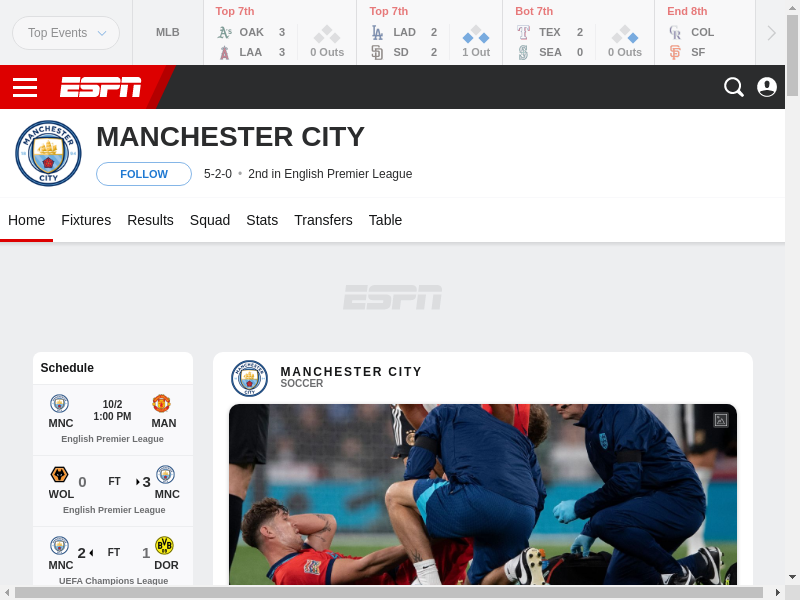 Top Events
MLB
Top 7th
OAK 3
LAA 3
0 Outs
Top 7th
LAD 2
SD 2
1 Out
Bot 7th
TEX 2
SEA 0
0 Outs
End 8th
COL
SF
ESPN
MANCHESTER CITY
FOLLOW
5-2-0 • 2nd in English Premier League
Home Fixtures Results Squad Stats Transfers Table
ESPN
Schedule
MNC
10/2
1:00 PM
MAN
English Premier League
WOL
0 FT 3
MNC
English Premier League
MNC
2 FT 1
DOR
UEFA Champions League
MANCHESTER CITY
SOCCER